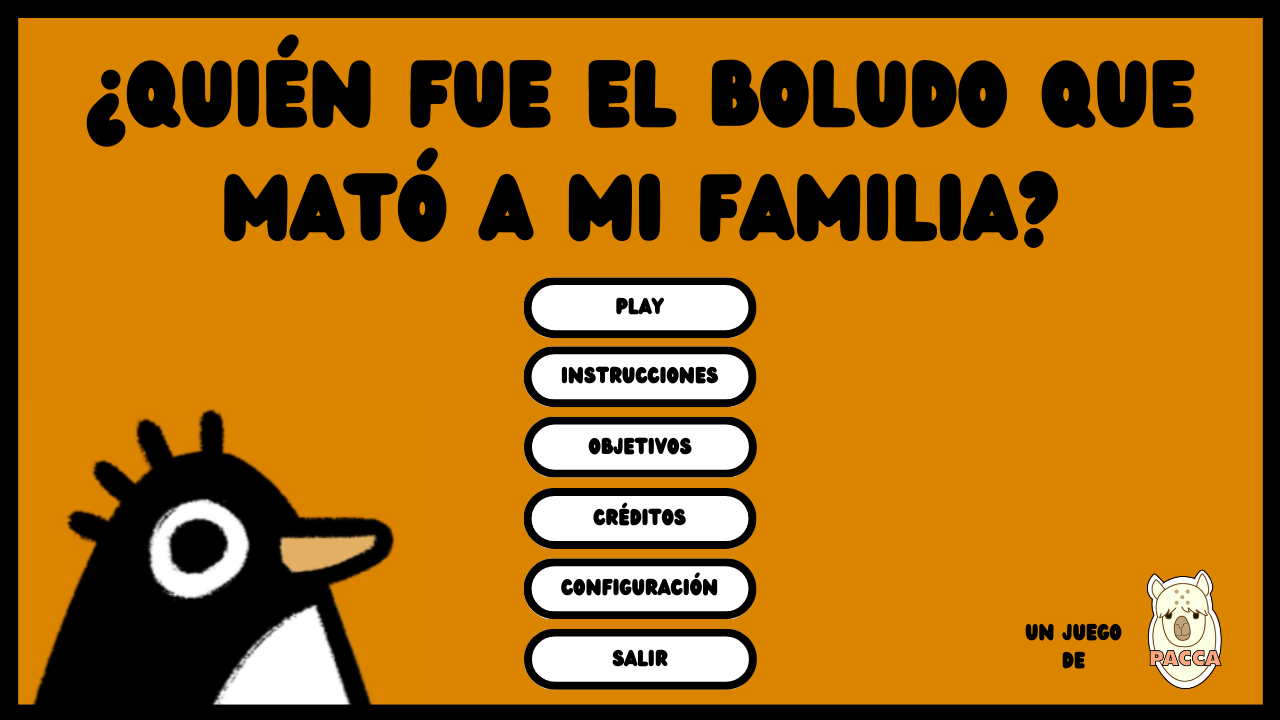 ¿QUIÉN FUE EL BOLUDO QUE
MATÓ A MI FAMILIA?
PLAY
INSTRUCCIONES
OBJETIVOS
CRÉDITOS
CONFIGURACIÓN
SALIR
UN JUEGO
DE
PACCA